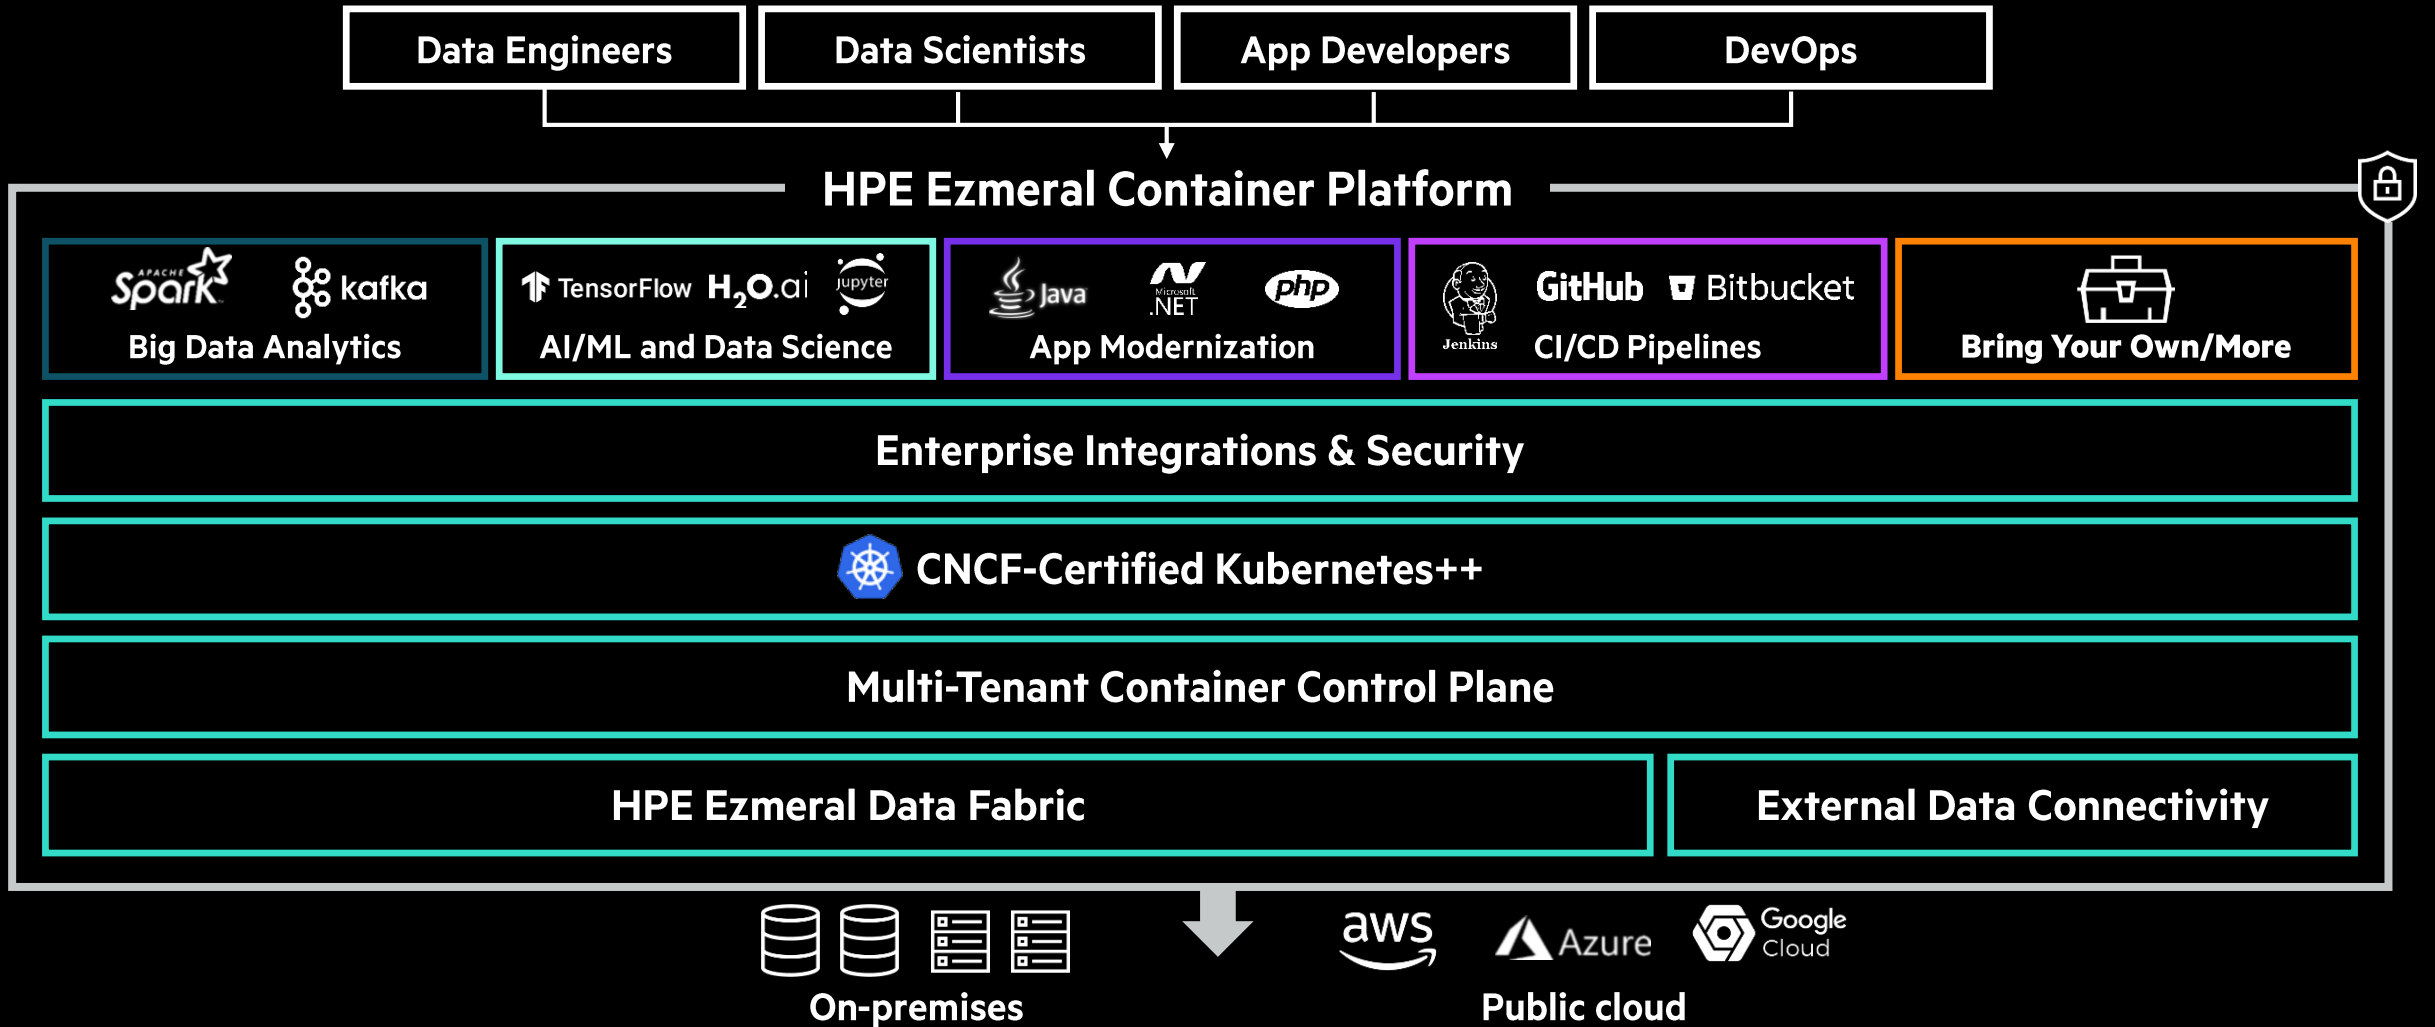 Data Engineers
Data Scientists
App Developers
DevOps
HPE Ezmeral Container Platform
APACHE
Spark
kafka
Big Data Analytics
TensorFlow
H2O.ai
jupyter
AI/ML and Data Science
Java
Microsoft
.NET
php
App Modernization
Jenkins
GitHub
Bitbucket
CI/CD Pipelines
Bring Your Own/More
Enterprise Integrations & Security
CNCF-Certified Kubernetes++
Multi-Tenant Container Control Plane
HPE Ezmeral Data Fabric
External Data Connectivity
On-premises
aws
Azure
Google
Cloud
Public cloud